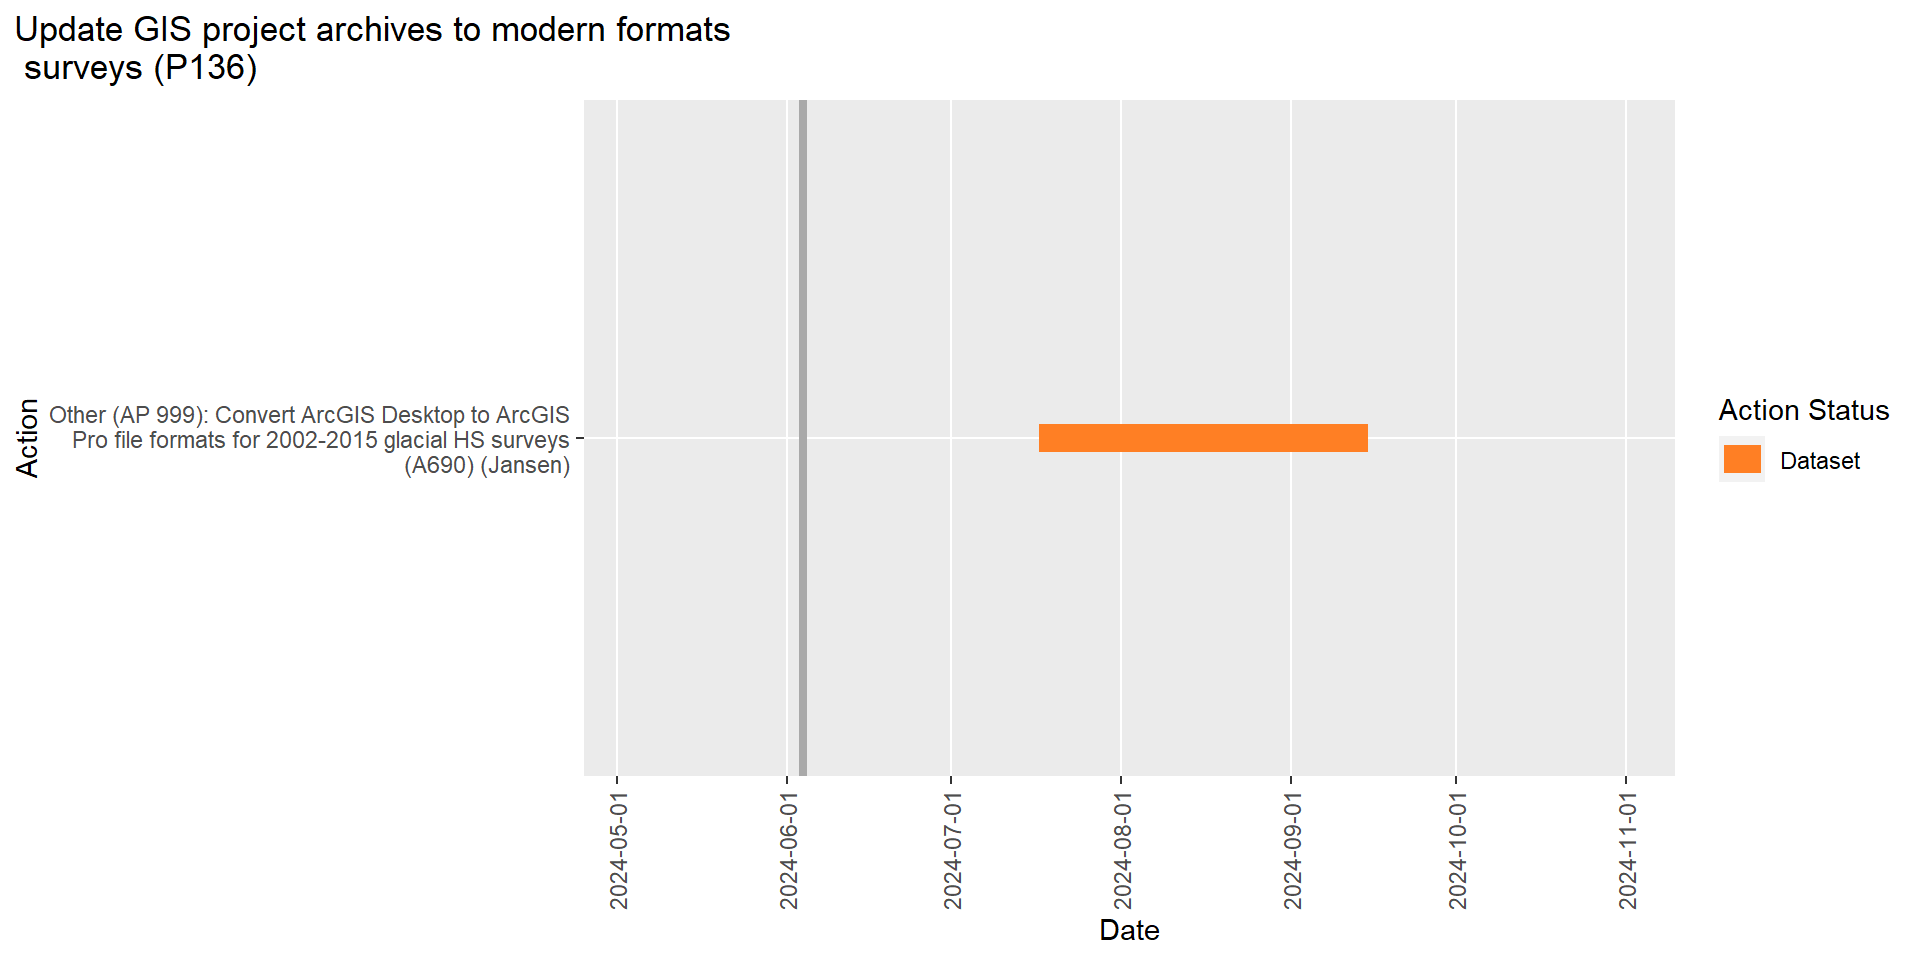 Update GIS project archives to modern formats
surveys (P136)
Action
Other (AP 999): Convert ArcGIS Desktop to ArcGIS
Pro file formats for 2002-2015 glacial HS surveys
(A690) (Jansen)
Action Status
Dataset
2024-05-01
2024-06-01
2024-07-01
2024-08-01
2024-09-01
2024-10-01
2024-11-01
Date